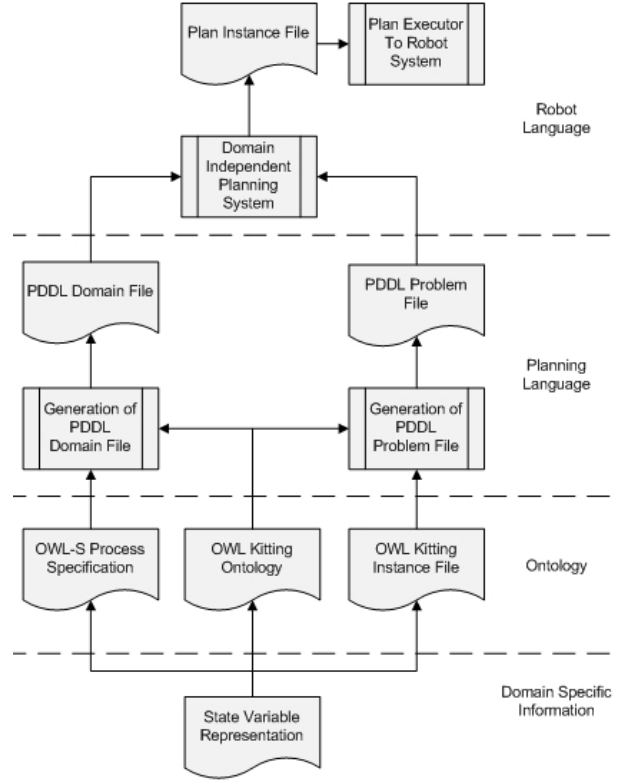 Plan Instance File
Plan Executor
To Robot
System
Robot
Language
Domain
Independent
Planning
System
PDDL Domain File
PDDL Problem
File
Planning
Language
Generation of
PDDL
Domain File
Generation of
PDDL
Problem File
OWL-S Process
Specification
OWL Kitting
Ontology
OWL Kitting
Instance File
Ontology
Domain Specific
Information
State Variable
Representation